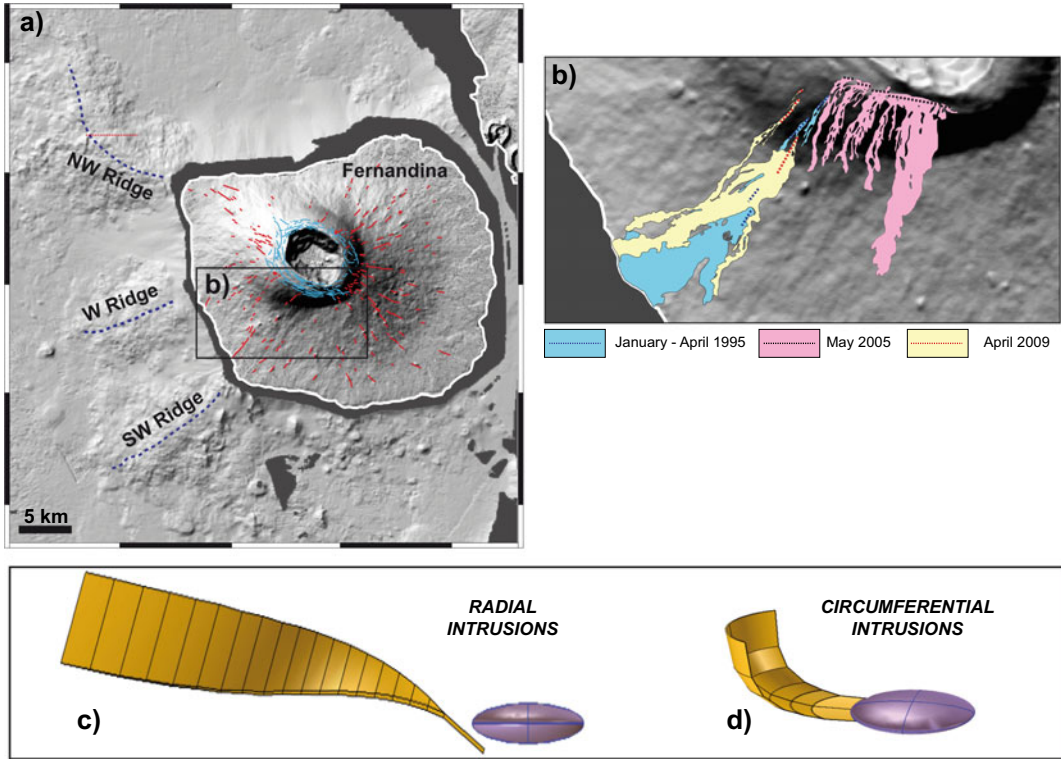 a)
Fernandina
NW Ridge
W Ridge
SW Ridge
b)
5 km
b)
January - April 1995
May 2005
April 2009
RADIAL
INTRUSIONS
c)
CIRCUMFERENTIAL
INTRUSIONS
d)